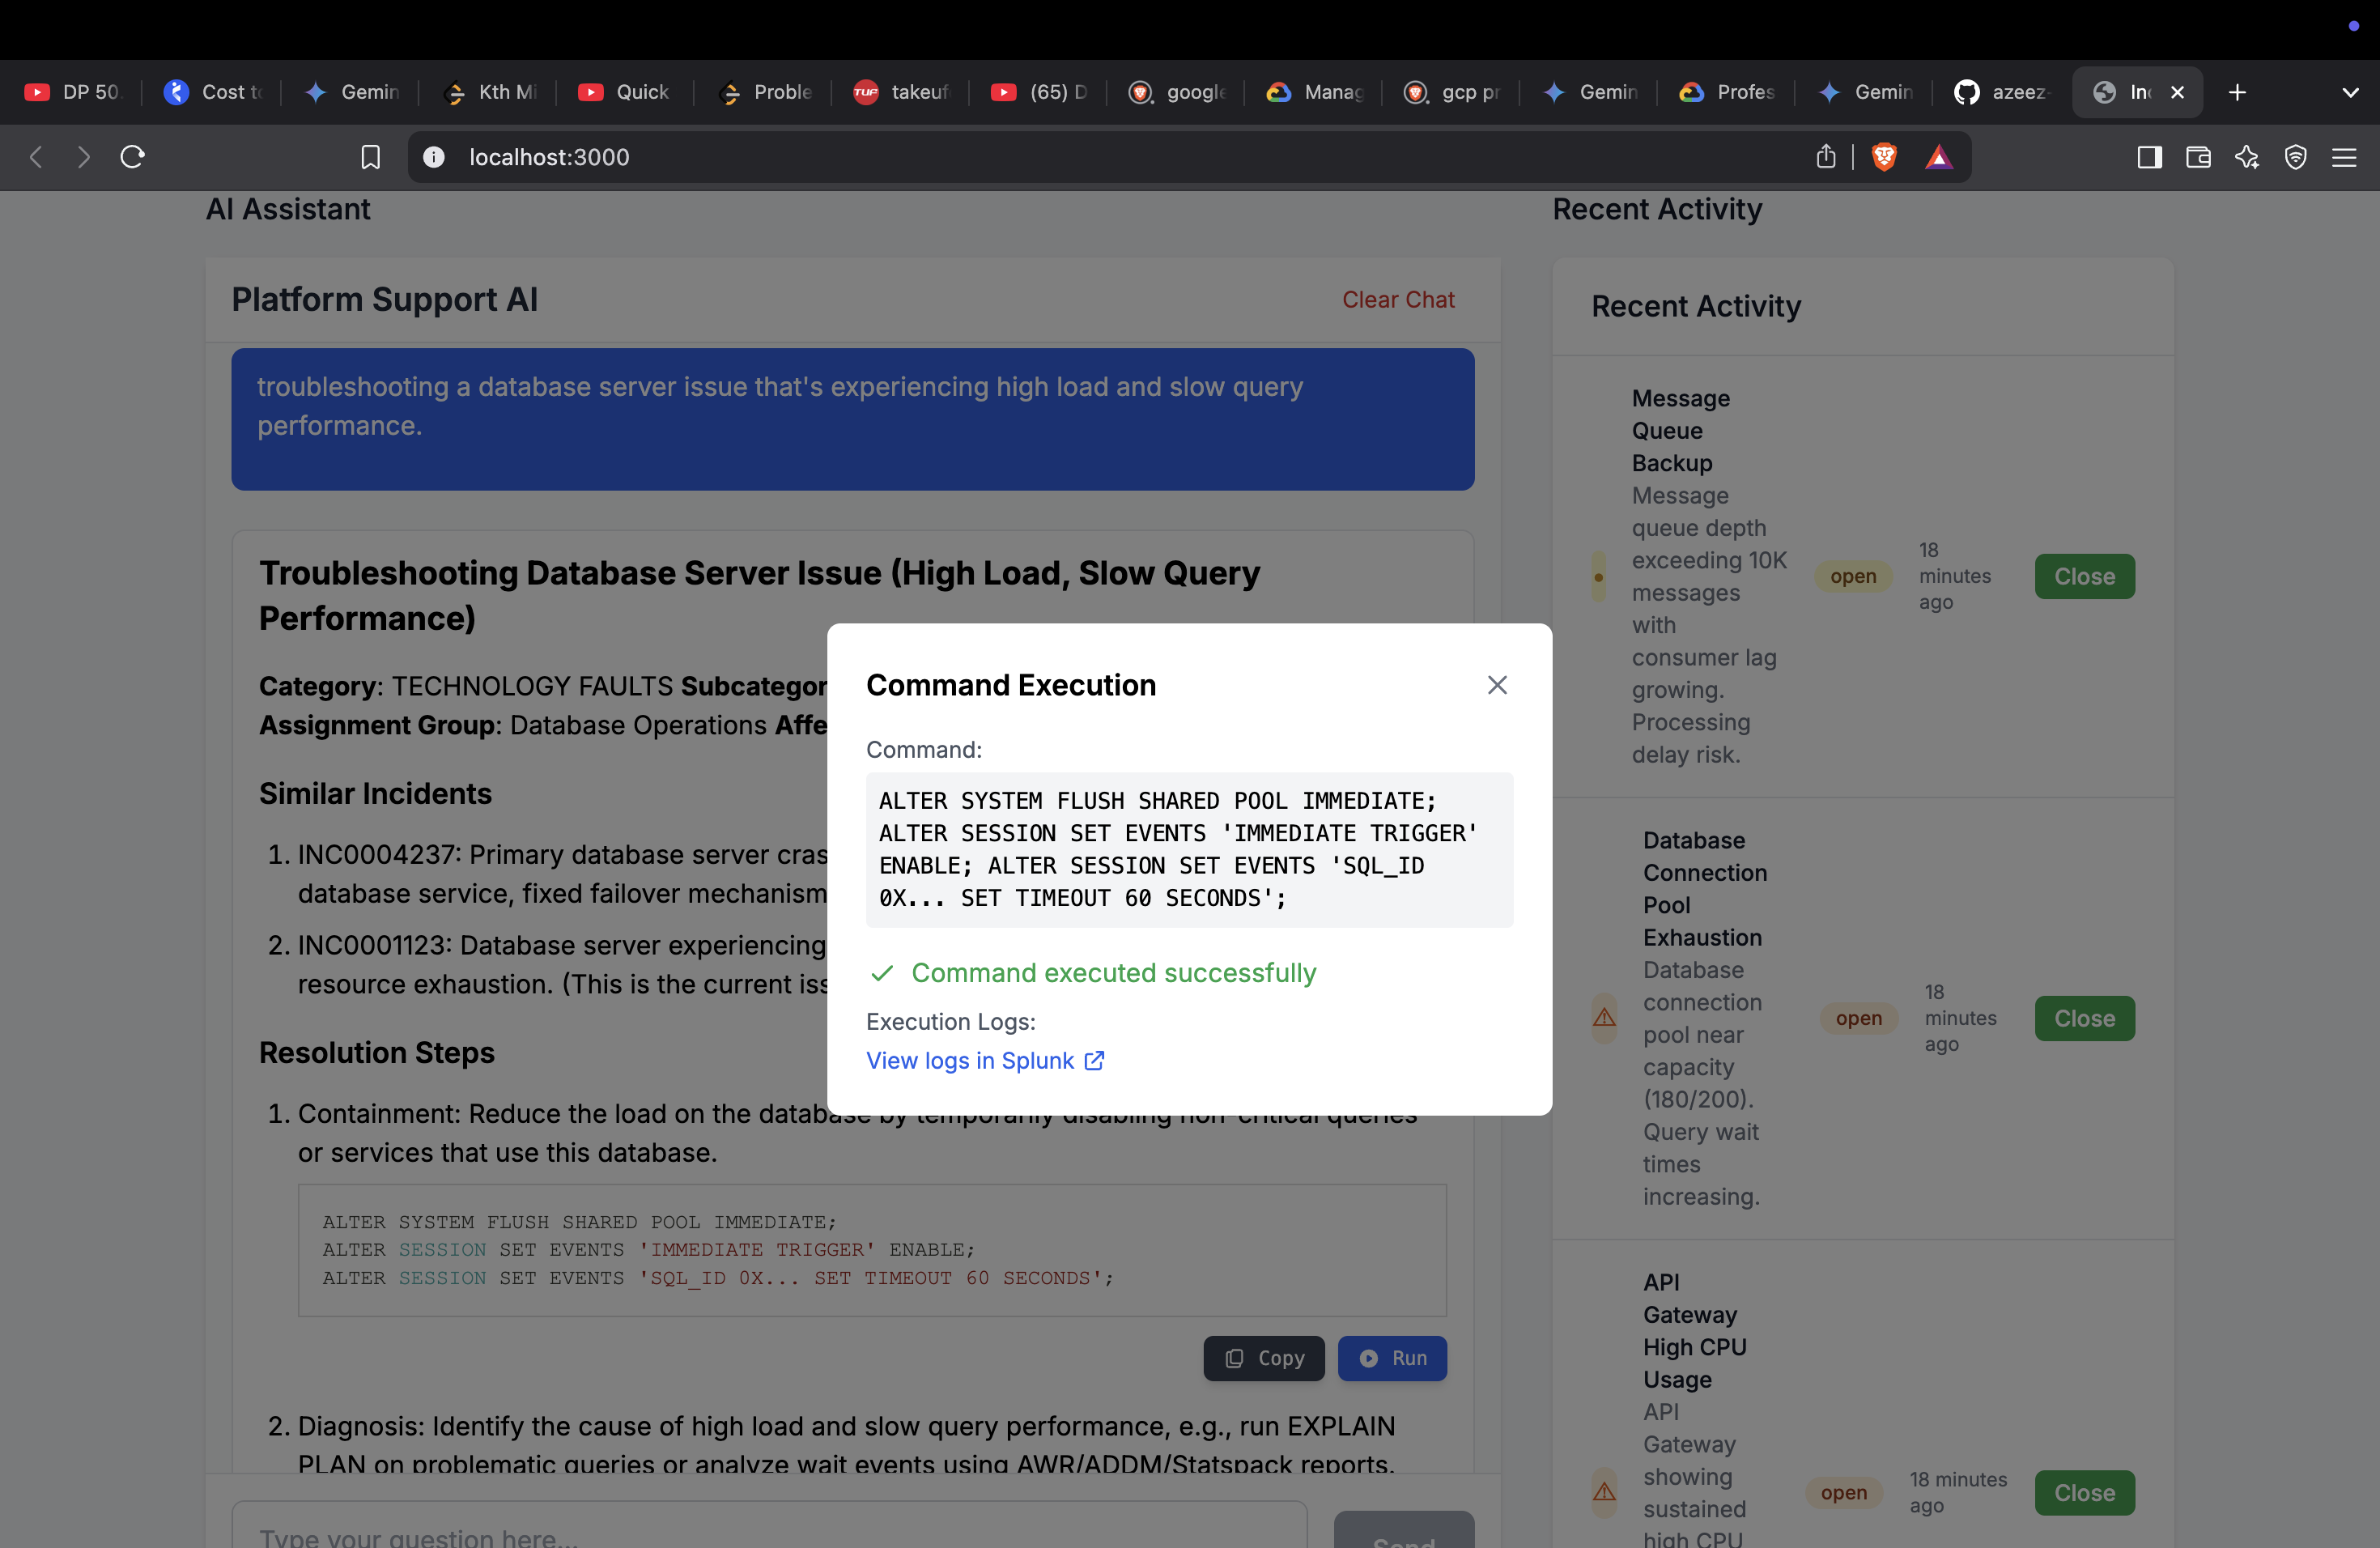 DP 50
Cost to
Gemin
Kth Mi
Quick
Proble
takeuf
(65) D
google
Manag
gcp pr
Gemin
Profes
Gemin
azeez-
Inc
localhost:3000
AI Assistant
Platform Support AI
Clear Chat
troubleshooting a database server issue that's experiencing high load and slow query
performance.
Troubleshooting Database Server Issue (High Load, Slow Query
Performance)
Category: TECHNOLOGY FAULTS Subcategor
Assignment Group: Database Operations Affe
Similar Incidents
1. INC0004237: Primary database server cras
database service, fixed failover mechanism
2. INC0001123: Database server experiencing
resource exhaustion. (This is the current iss
Resolution Steps
1. Containment: Reduce the load on the database by temporarily disabling non-critical queries
or services that use this database.
ALTER SYSTEM FLUSH SHARED POOL IMMEDIATE;
ALTER SESSION SET EVENTS 'IMMEDIATE TRIGGER' ENABLE;
ALTER SESSION SET EVENTS 'SQL_ID 0X... SET TIMEOUT 60 SECONDS';
Copy
Run
2. Diagnosis: Identify the cause of high load and slow query performance, e.g., run EXPLAIN
PLAN on problematic queries or analyze wait events using AWR/ADDM/Statspack reports.
Type your question here...
Send
Command Execution
Command:
ALTER SYSTEM FLUSH SHARED POOL IMMEDIATE;
ALTER SESSION SET EVENTS 'IMMEDIATE TRIGGER'
ENABLE; ALTER SESSION SET EVENTS 'SQL_ID
0X... SET TIMEOUT 60 SECONDS';
Command executed successfully
Execution Logs:
View logs in Splunk
Recent Activity
Recent Activity
Message
Queue
Backup
Message
queue depth
exceeding 10K
messages
with
consumer lag
growing.
Processing
delay risk.
open
18
minutes
ago
Close
Database
Connection
Pool
Exhaustion
Database
connection
pool near
capacity
(180/200).
Query wait
times
increasing.
open
18
minutes
ago
Close
API
Gateway
High CPU
Usage
API
Gateway
showing
sustained
high CPU
open
18 minutes
ago
Close